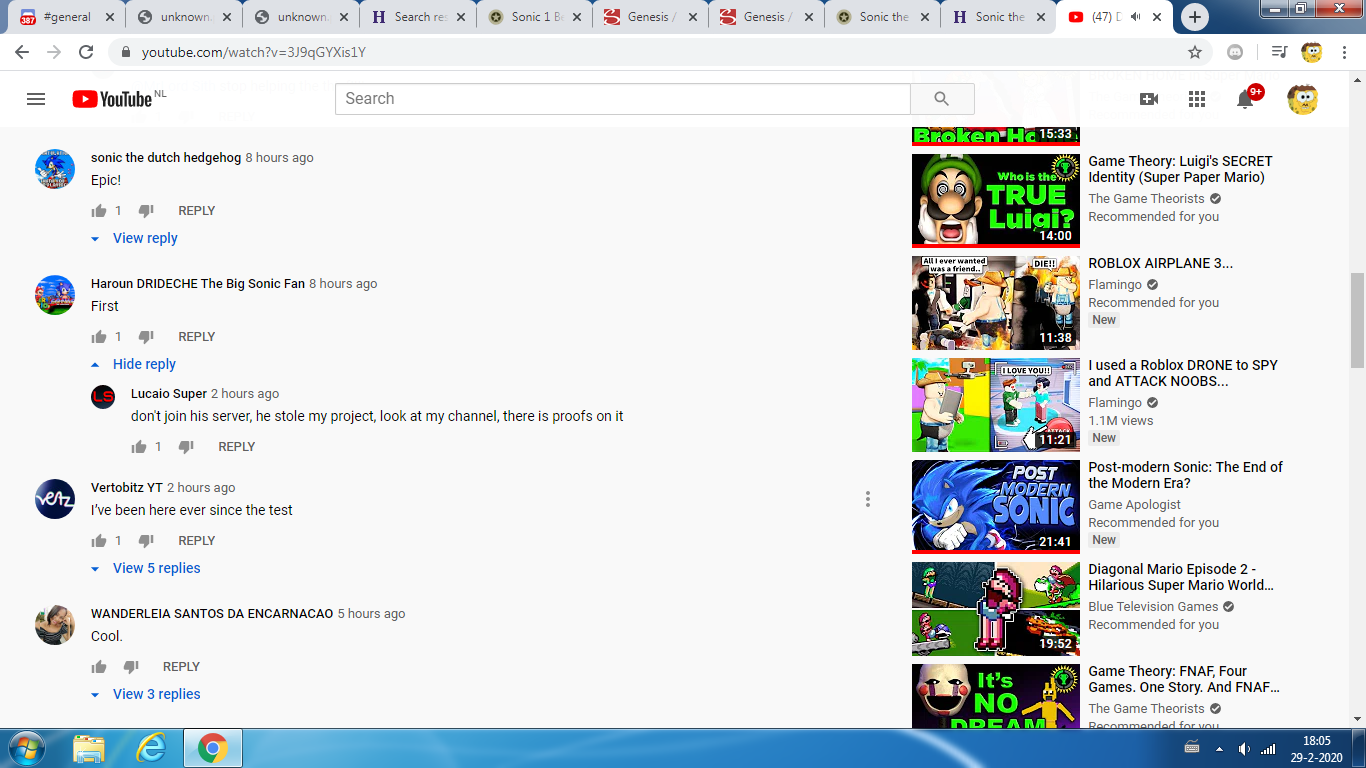 387 #general
unknown
unknown.
Search re
Sonic 1 Be
Genesis /
Genesis /
Sonic the
Sonic the
(47) D
youtube.com/watch?v=3J9qGYXis1Y
YouTube NL
Search
9+
sonic the dutch hedgehog 8 hours ago
Epic!
1 REPLY
View reply
Haroun DRIDECHE The Big Sonic Fan 8 hours ago
First
1 REPLY
Hide reply
LS
Lucaio Super 2 hours ago
don't join his server, he stole my project, look at my channel, there is proofs on it
1 REPLY
Vertobitz YT 2 hours ago
I've been here ever since the test
1 REPLY
View 5 replies
WANDERLEIA SANTOS DA ENCARNACAO 5 hours ago
Cool.
REPLY
View 3 replies
Broken
15:33
Who is the
TRUE
Luigi?
14:00
Game Theory: Luigi's SECRET
Identity (Super Paper Mario)
The Game Theorists
Recommended for you
All I ever wanted
was a friend..
DIE!!
11:38
ROBLOX AIRPLANE 3...
Flamingo
Recommended for you
New
I LOVE YOU!!
ATTACK
11:21
I used a Roblox DRONE to SPY
and ATTACK NOOBS...
Flamingo
1.1M views
New
POST
MODERN
SONIC
21:41
Post-modern Sonic: The End of
the Modern Era?
Game Apologist
Recommended for you
New
19:52
Diagonal Mario Episode 2 -
Hilarious Super Mario World...
Blue Television Games
Recommended for you
It's
NO
DREAM
Game Theory: FNAF, Four
Games. One Story. And FNAF...
The Game Theorists
Recommended for you
18:05
29-2-2020